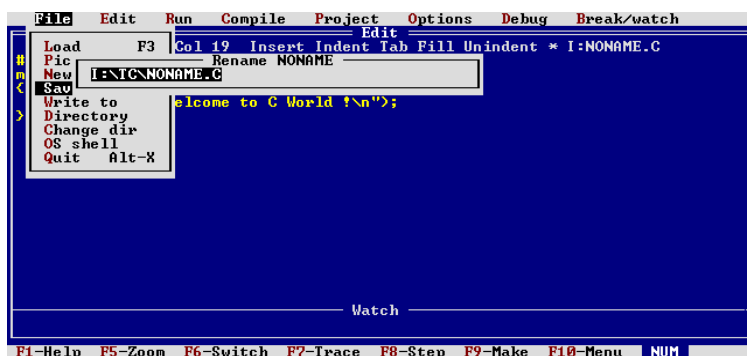 File Edit Run Compile Project Options Debug Break/watch
Edit
Load F3 Col 19 Insert Indent Tab Fill Unindent * I:NONAME.C
# Pic Rename NONAME
m New I:\TC\NONAME.C
{ Sav
Write to elcome to C World !\n");
} Directory
Change dir
OS shell
Quit Alt-X
Watch
F1-Help F5-Zoom F6-Switch F7-Trace F8-Step F9-Make F10-Menu NUM